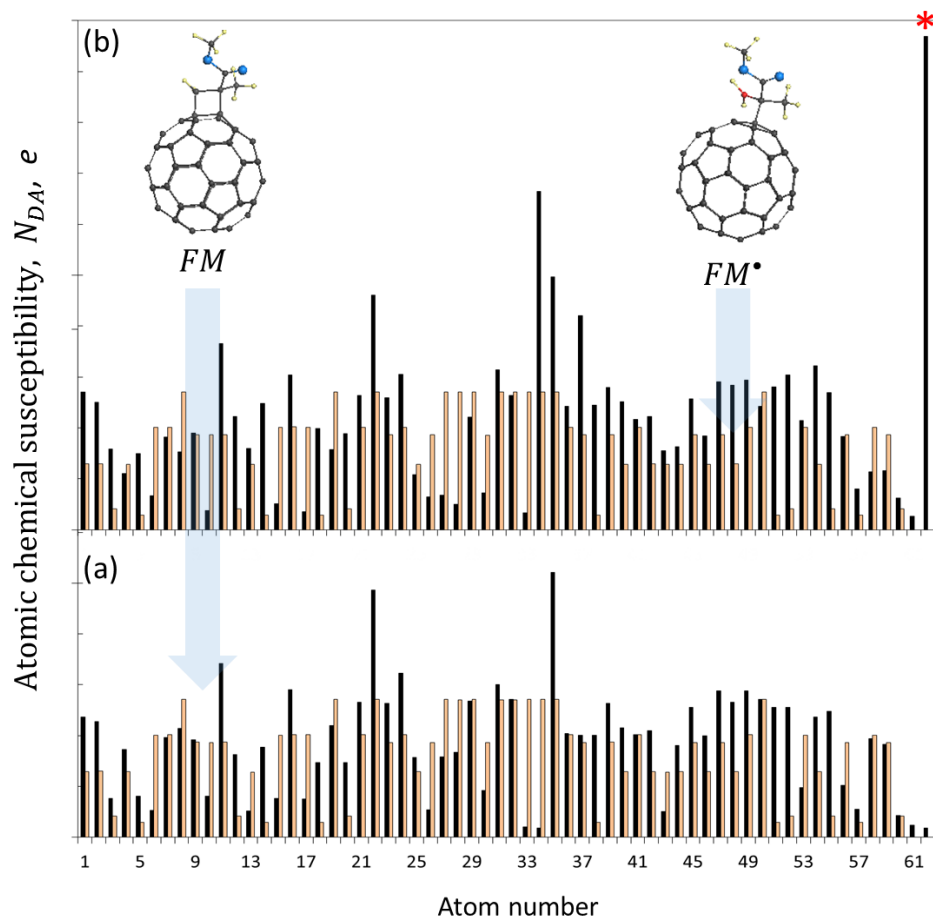 (b)
*
FM
FM•
(a)
Atomic chemical susceptibility, N_DA, e
1 5 9 13 17 21 25 29 33 37 41 45 49 53 57 61
Atom number